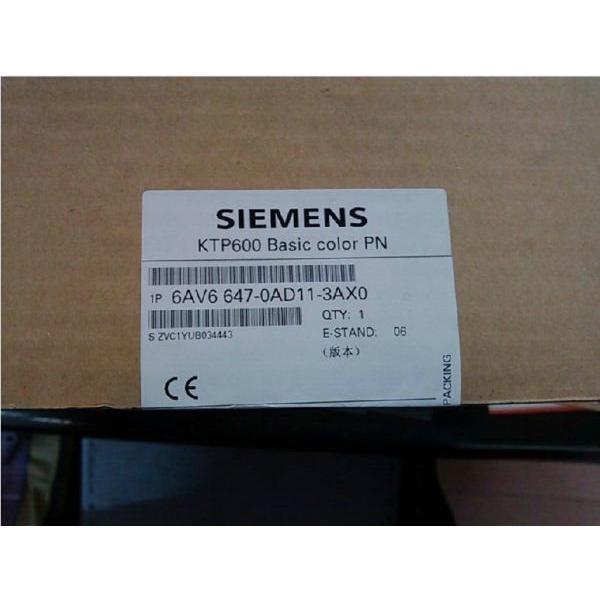 SIEMENS
KTP600 Basic color PN
1P 6AV6 647-0AD11-3AX0
QTY: 1
S ZVC1YUB034443
E-STAND: 06
(版本)
CE
PACKING